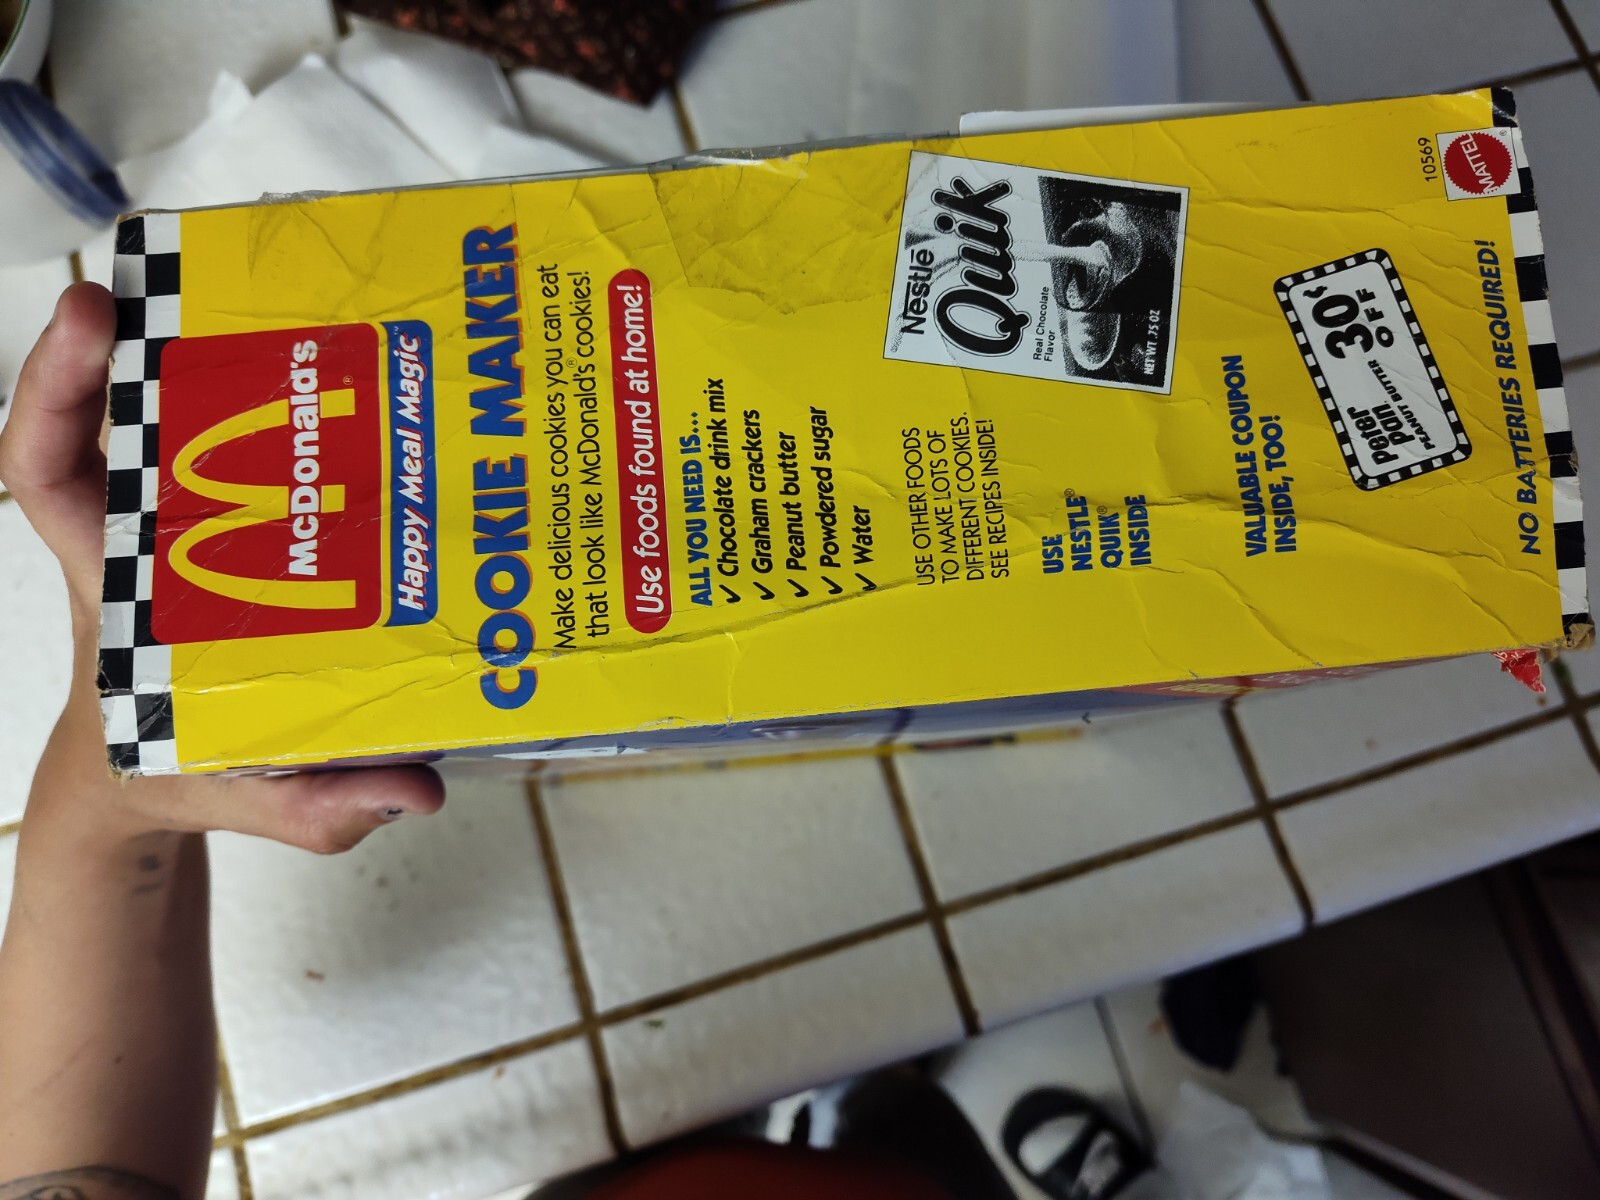 McDonald's®
Happy Meal Magic™
COOKIE MAKER
Make delicious cookies you can eat
that look like McDonald's® cookies!
Use foods found at home!
ALL YOU NEED IS...
✓ Chocolate drink mix
✓ Graham crackers
✓ Peanut butter
✓ Powdered sugar
✓ Water
USE OTHER FOODS
TO MAKE LOTS OF
DIFFERENT COOKIES.
SEE RECIPES INSIDE!
Nestlé
Quik
Real Chocolate
Flavor
NET WT .75 OZ
USE
NESTLÉ®
QUIK®
INSIDE
VALUABLE COUPON
INSIDE, TOO!
Peter
Pan
PEANUT BUTTER
30¢
OFF
10569
MATTEL®
NO BATTERIES REQUIRED!